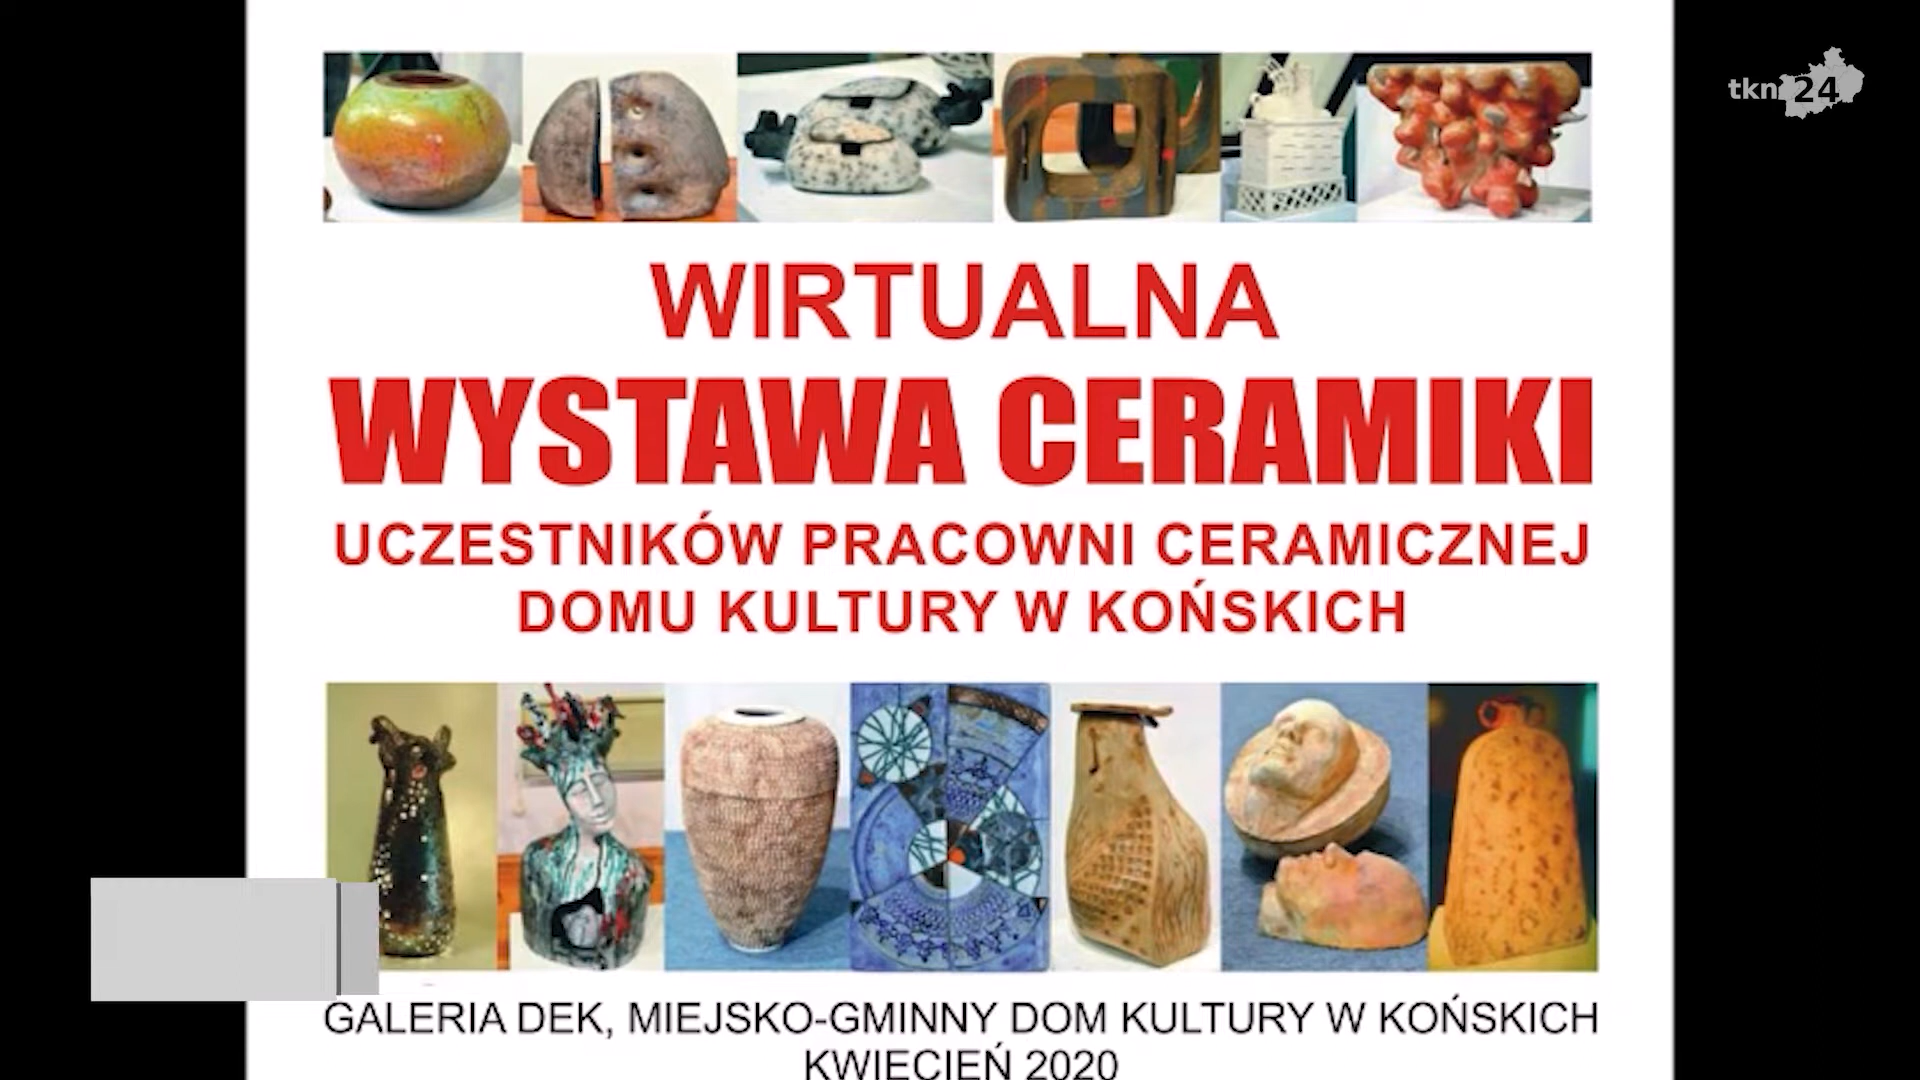 tkn24
WIRTUALNA
WYSTAWA CERAMIKI
UCZESTNIKÓW PRACOWNI CERAMICZNEJ
DOMU KULTURY W KOŃSKICH
GALERIA DEK, MIEJSKO-GMINNY DOM KULTURY W KOŃSKICH
KWIECIEŃ 2020